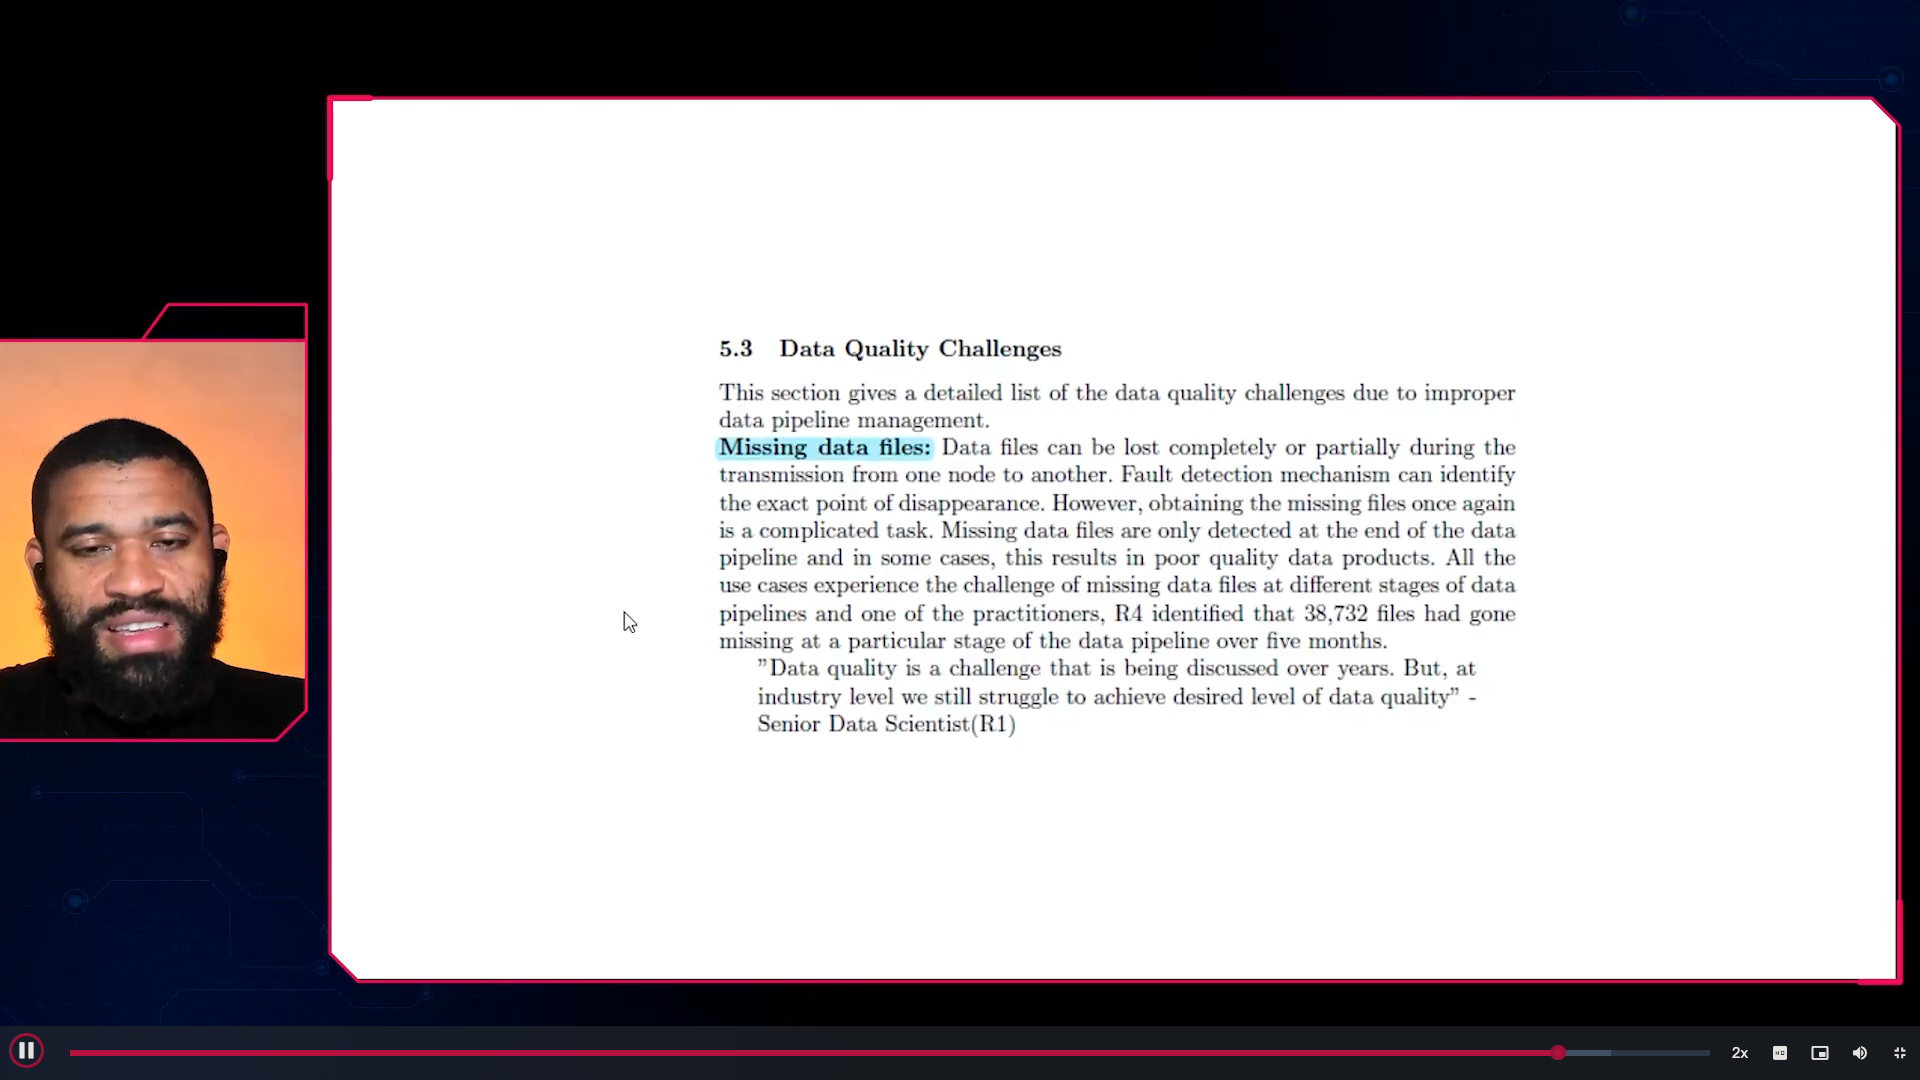 5.3 Data Quality Challenges
This section gives a detailed list of the data quality challenges due to improper
data pipeline management.
Missing data files: Data files can be lost completely or partially during the
transmission from one node to another. Fault detection mechanism can identify
the exact point of disappearance. However, obtaining the missing files once again
is a complicated task. Missing data files are only detected at the end of the data
pipeline and in some cases, this results in poor quality data products. All the
use cases experience the challenge of missing data files at different stages of data
pipelines and one of the practitioners, R4 identified that 38,732 files had gone
missing at a particular stage of the data pipeline over five months.
”Data quality is a challenge that is being discussed over years. But, at
industry level we still struggle to achieve desired level of data quality” -
Senior Data Scientist(R1)
2x